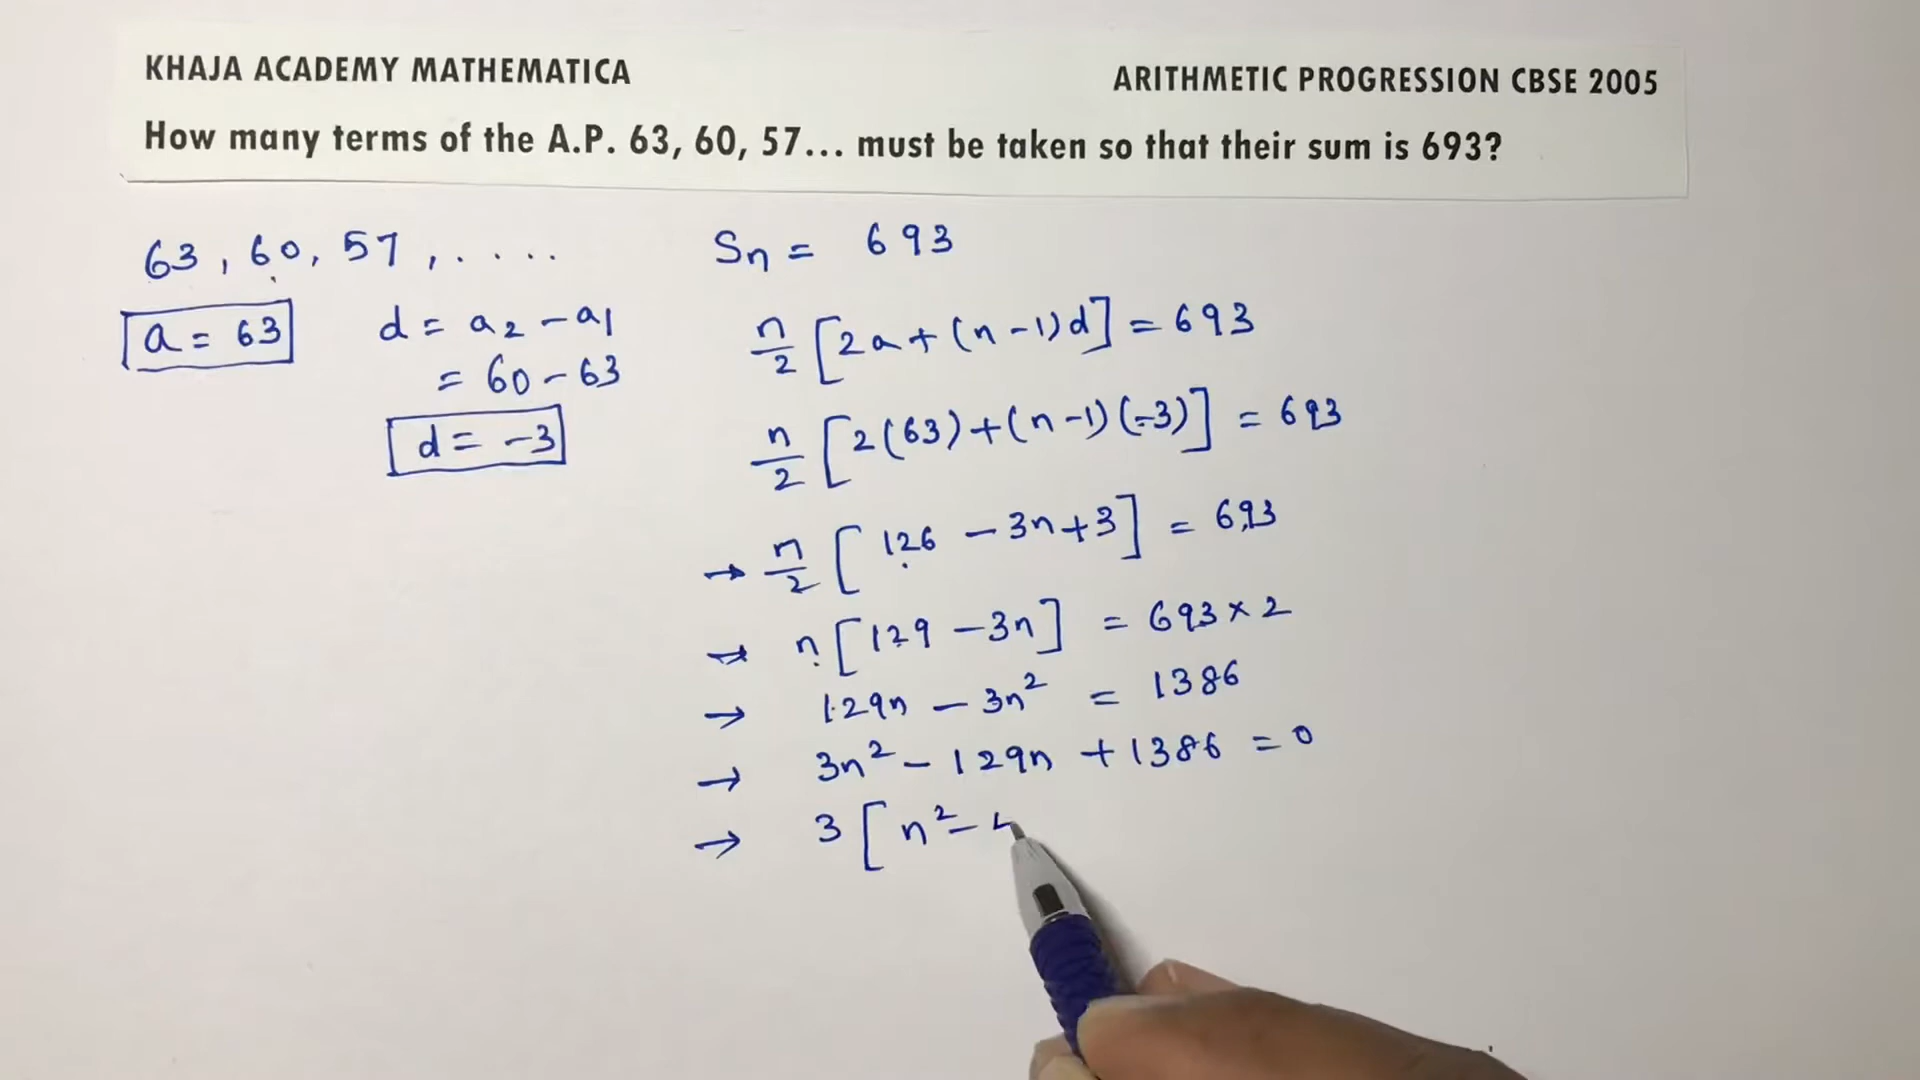 KHAJA ACADEMY MATHEMATICA
ARITHMETIC PROGRESSION CBSE 2005
How many terms of the A.P. 63, 60, 57... must be taken so that their sum is 693?
63, 60, 57, ....
a = 63
d = a2 - a1
= 60 - 63
d = -3
Sn = 693
n/2 [2a + (n-1)d] = 693
n/2 [2(63) + (n-1)(-3)] = 693
→ n/2 [126 - 3n + 3] = 693
→ n [129 - 3n] = 693 × 2
→ 129n - 3n² = 1386
→ 3n² - 129n + 1386 = 0
→ 3 [n² - 4